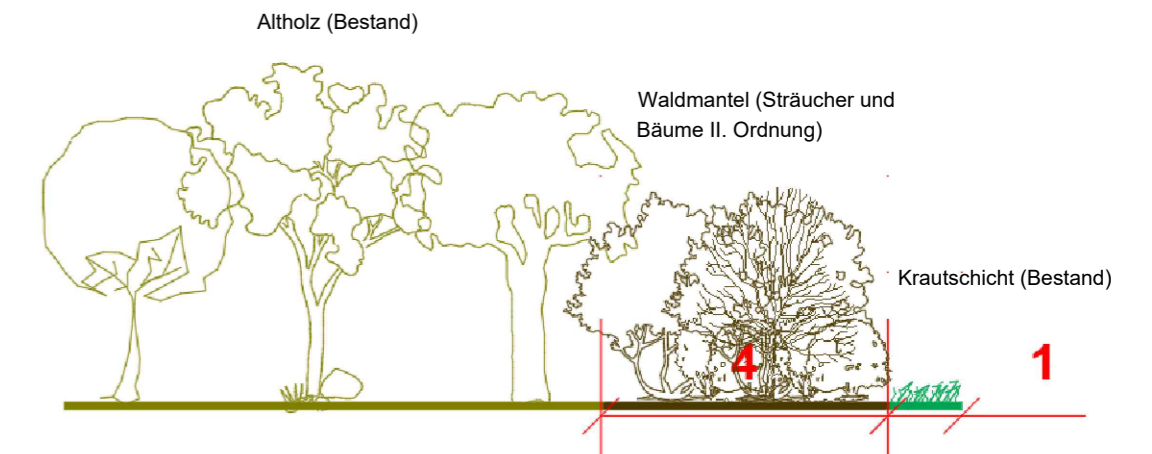 Altholz (Bestand)
Waldmantel (Sträucher und
Bäume II. Ordnung)
Krautschicht (Bestand)
4
1